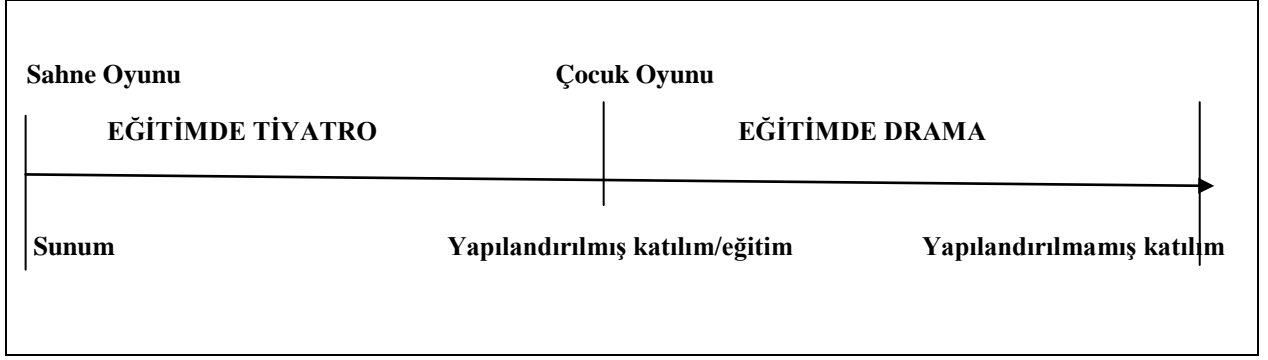 Sahne Oyunu Çocuk Oyunu
EĞİTİMDE TİYATRO EĞİTİMDE DRAMA
Sunum Yapılandırılmış katılım/eğitim Yapılandırılmamış katılım